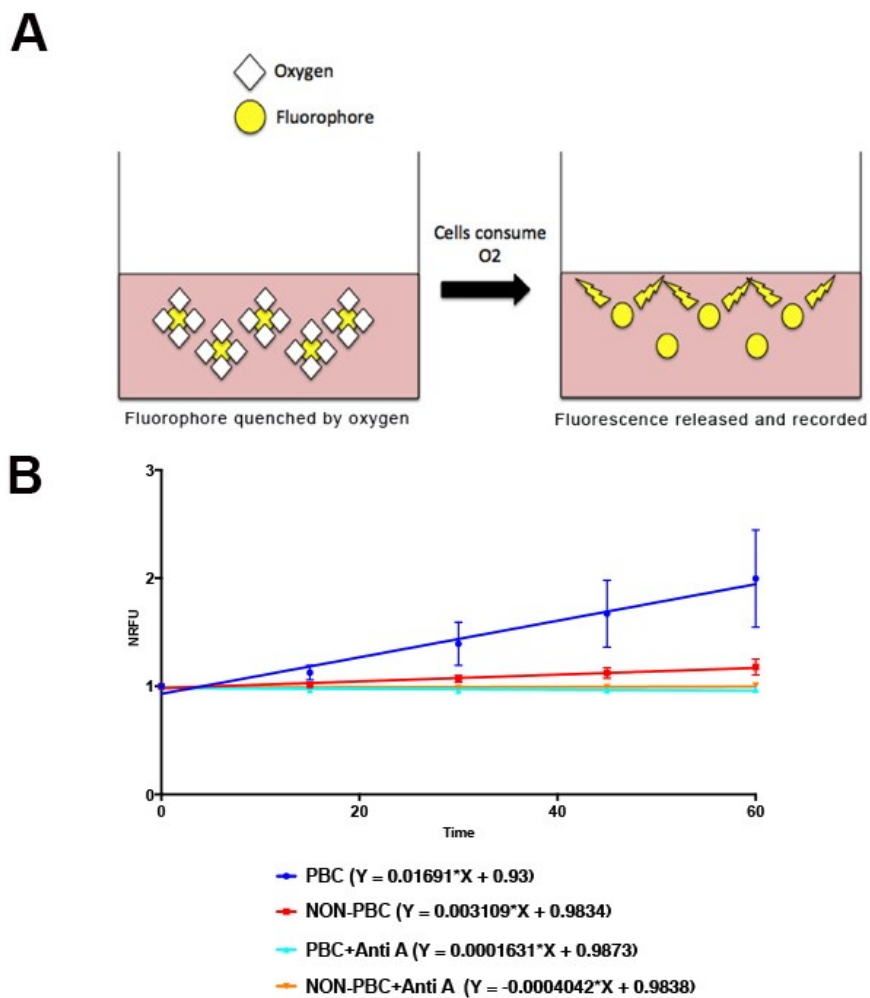 A
Oxygen
Fluorophore
Cells consume
O2
Fluorophore quenched by oxygen
Fluorescence released and recorded
B
3
2
1
0
NRFU
0
20
40
60
Time
PBC (Y = 0.01691*X + 0.93)
NON-PBC (Y = 0.003109*X + 0.9834)
PBC+Anti A (Y = 0.0001631*X + 0.9873)
NON-PBC+Anti A (Y = -0.0004042*X + 0.9838)